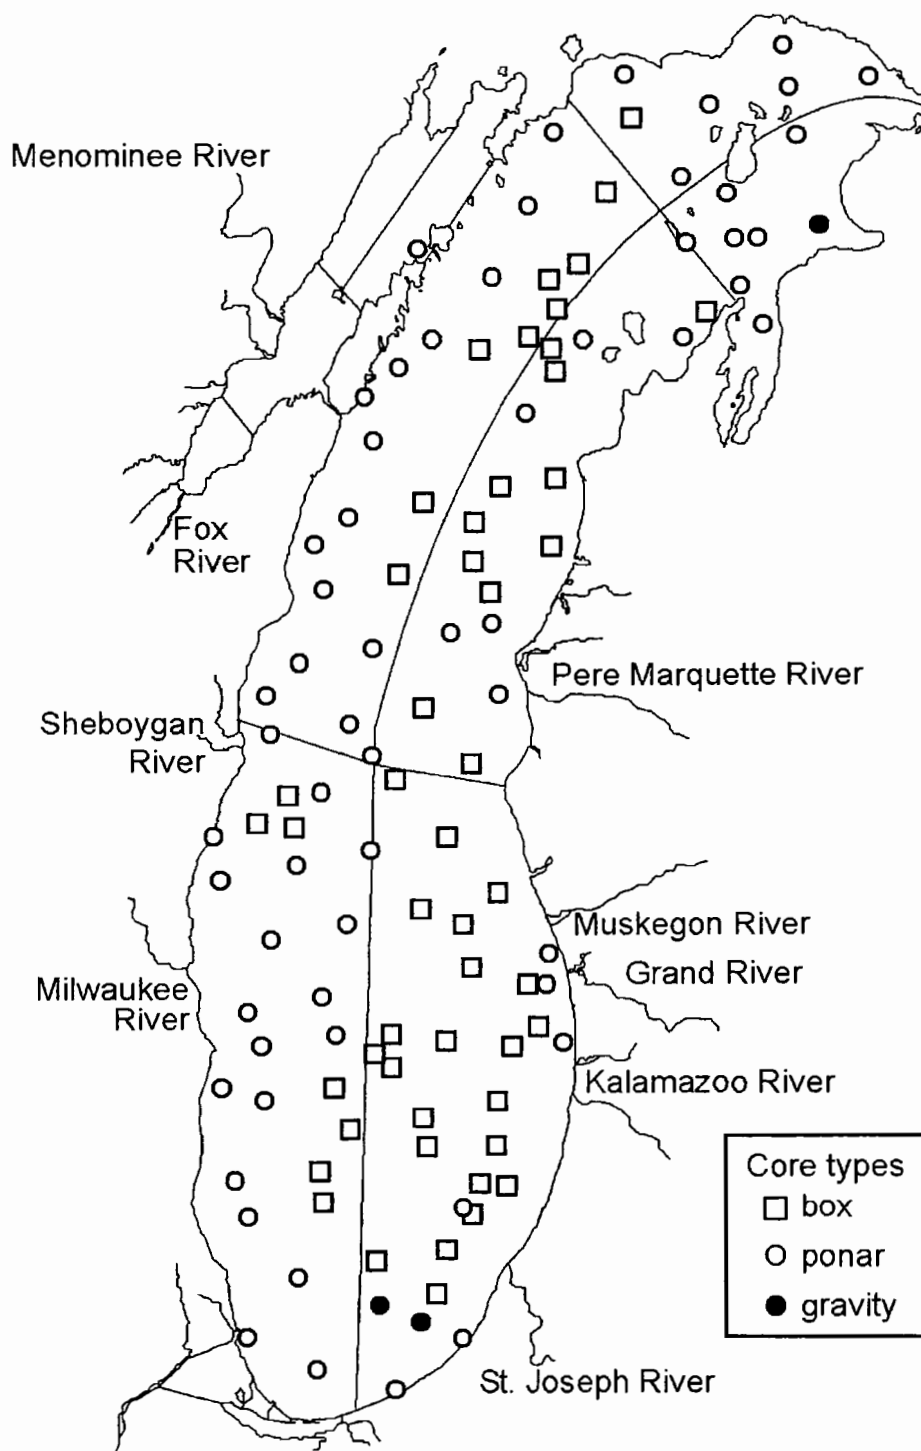 Menominee River
Fox
River
Pere Marquette River
Sheboygan
River
Muskegon River
Grand River
Milwaukee
River
Kalamazoo River
Core types
box
ponar
gravity
St. Joseph River